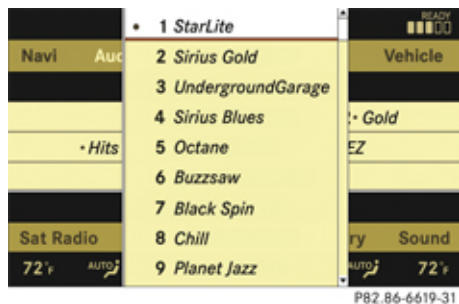 READY
1 StarLite
Navi Aud Vehicle
2 Sirius Gold
3 UndergroundGarage
4 Sirius Blues
• Gold
• Hits
5 Octane
EZ
6 Buzzsaw
7 Black Spin
Sat Radio
8 Chill
ry Sound
72°F AUTO
9 Planet Jazz
AUTO 72°F
P82.86-6619-31